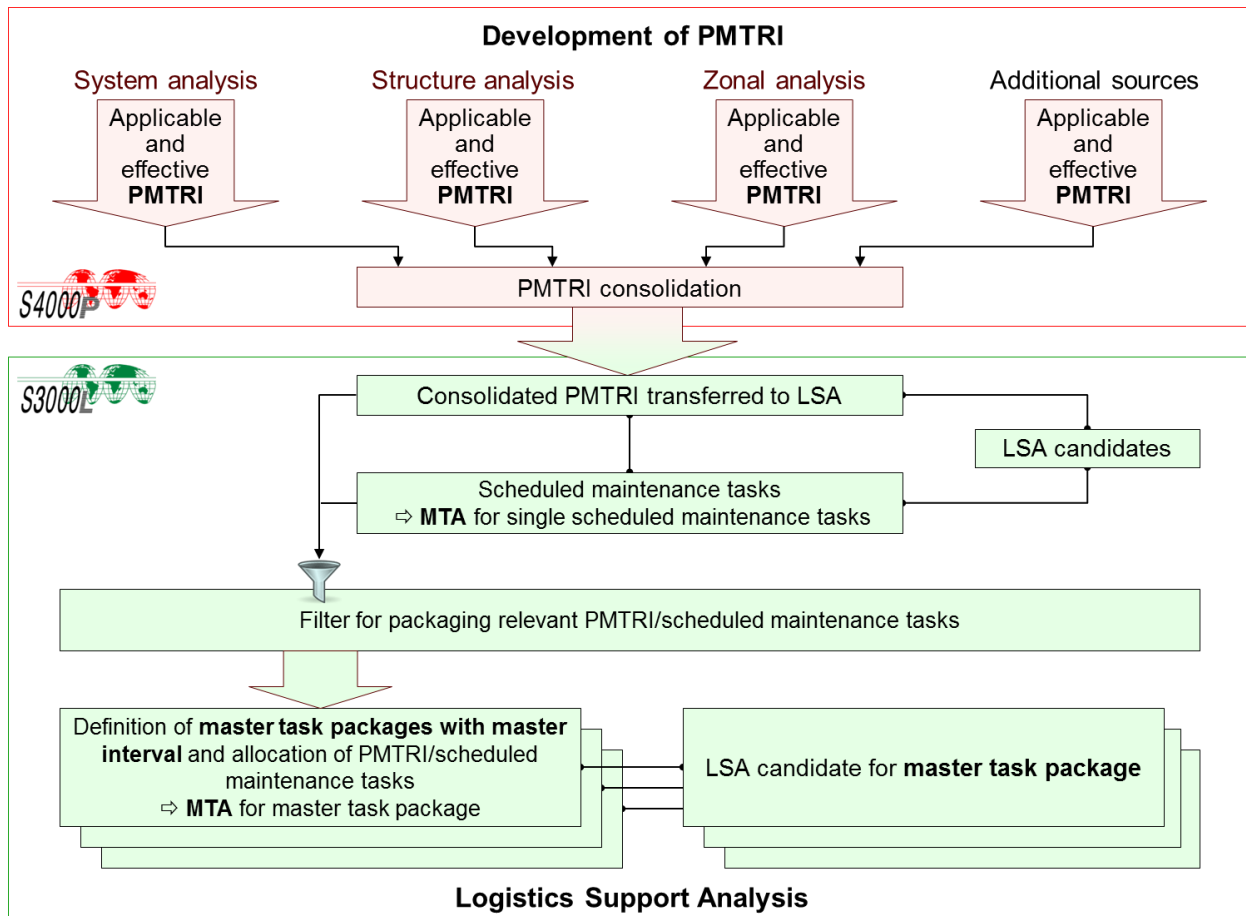 Development of PMTRI
System analysis
Structure analysis
Zonal analysis
Additional sources
Applicable
and
effective
PMTRI
Applicable
and
effective
PMTRI
Applicable
and
effective
PMTRI
Applicable
and
effective
PMTRI
PMTRI consolidation
S4000P
S3000L
Consolidated PMTRI transferred to LSA
LSA candidates
Scheduled maintenance tasks
⇨ MTA for single scheduled maintenance tasks
Filter for packaging relevant PMTRI/scheduled maintenance tasks
Definition of master task packages with master
interval and allocation of PMTRI/scheduled
maintenance tasks
⇨ MTA for master task package
LSA candidate for master task package
Logistics Support Analysis